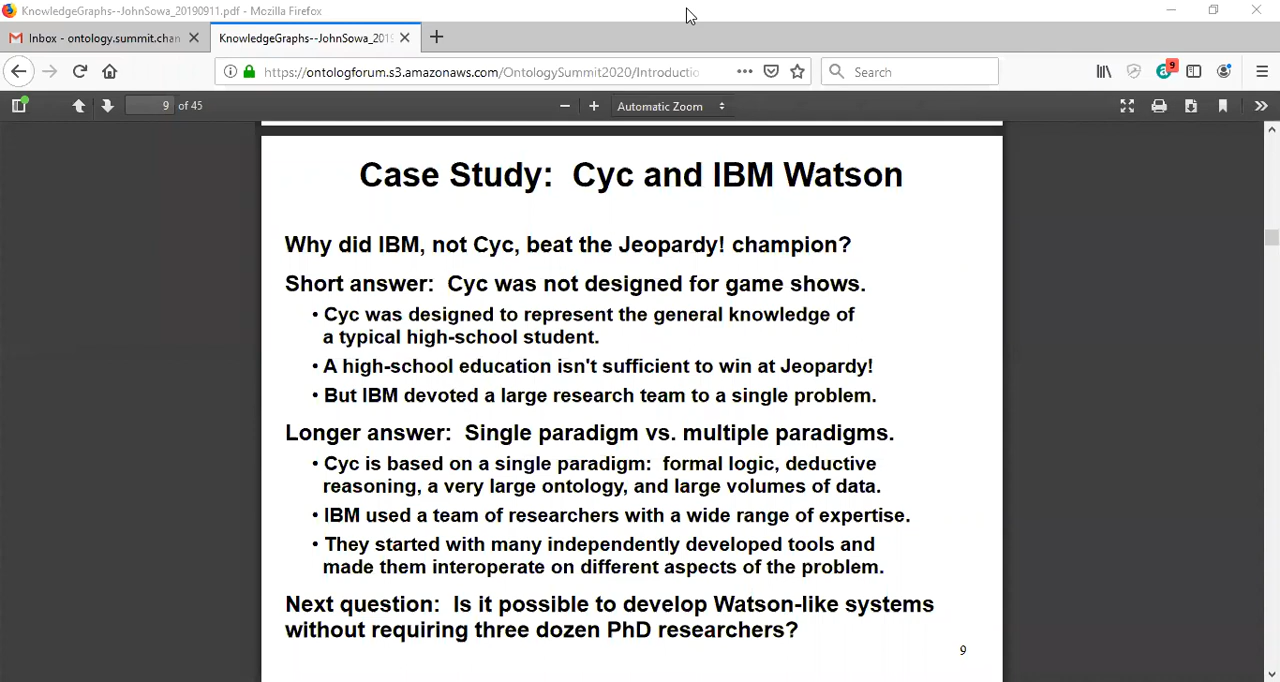 KnowledgeGraphs--JohnSowa_20190911.pdf - Mozilla Firefox
Inbox - ontology.summit.chan
KnowledgeGraphs--JohnSowa_201
https://ontologforum.s3.amazonaws.com/OntologySummit2020/Introductio
Search
9
9 of 45
Automatic Zoom
Case Study: Cyc and IBM Watson
Why did IBM, not Cyc, beat the Jeopardy! champion?
Short answer: Cyc was not designed for game shows.
• Cyc was designed to represent the general knowledge of
a typical high-school student.
• A high-school education isn't sufficient to win at Jeopardy!
• But IBM devoted a large research team to a single problem.
Longer answer: Single paradigm vs. multiple paradigms.
• Cyc is based on a single paradigm: formal logic, deductive
reasoning, a very large ontology, and large volumes of data.
• IBM used a team of researchers with a wide range of expertise.
• They started with many independently developed tools and
made them interoperate on different aspects of the problem.
Next question: Is it possible to develop Watson-like systems
without requiring three dozen PhD researchers?
9